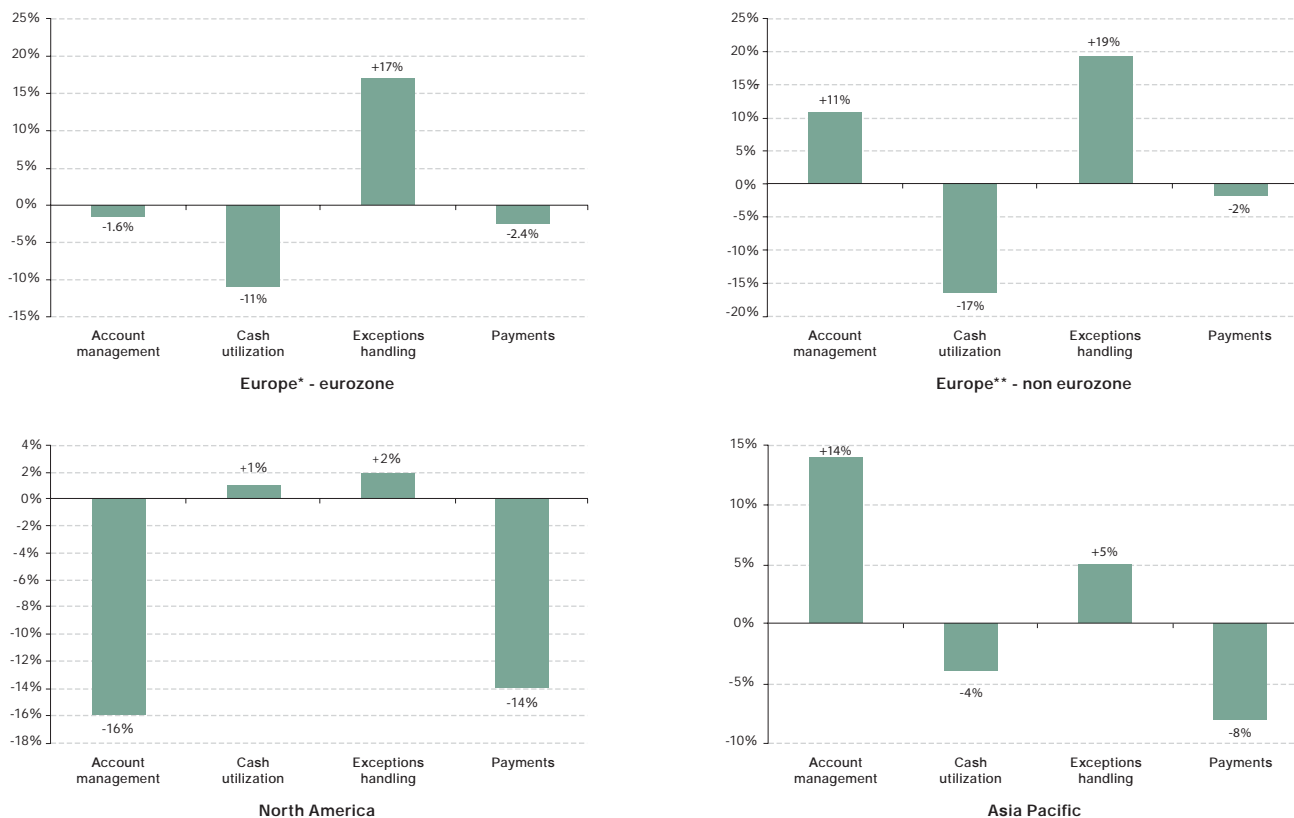 25%
20%
15%
10%
5%
0%
-5%
-10%
-15%
+17%
-1.6%
-2.4%
-11%
Account management
Cash utilization
Exceptions handling
Payments
Europe* - eurozone
25%
20%
15%
10%
5%
0%
-5%
-10%
-15%
-20%
+19%
+11%
-2%
-17%
Account management
Cash utilization
Exceptions handling
Payments
Europe** - non eurozone
4%
2%
0%
-2%
-4%
-6%
-8%
-10%
-12%
-14%
-16%
-18%
+1%
+2%
-14%
-16%
Account management
Cash utilization
Exceptions handling
Payments
North America
15%
10%
5%
0%
-5%
-10%
+14%
+5%
-4%
-8%
Account management
Cash utilization
Exceptions handling
Payments
Asia Pacific